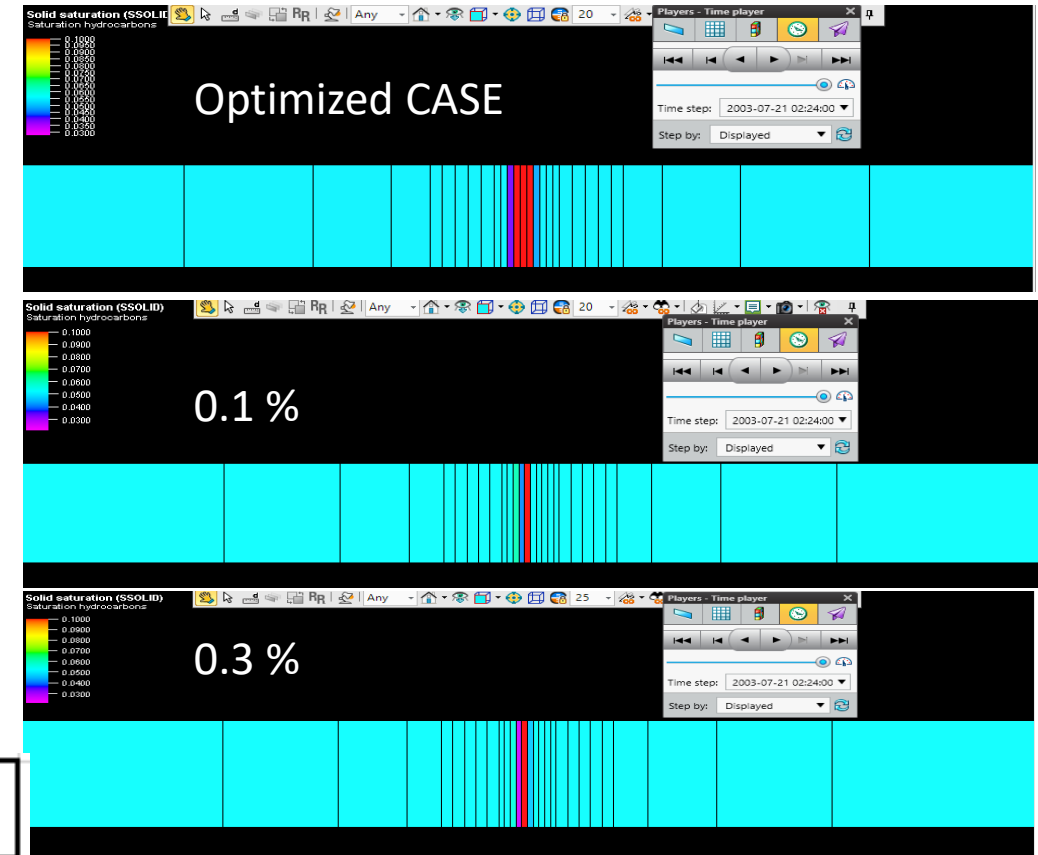 Solid saturation (SSOLID
Saturation hydrocarbons
Any
20
Players - Time player
0.1000
0.0950
0.0900
0.0850
0.0800
0.0750
0.0700
0.0650
0.0600
0.0550
0.0500
0.0450
0.0400
0.0350
0.0300
Optimized CASE
Time step: 2003-07-21 02:24:00
Step by: Displayed
Solid saturation (SSOLID)
Saturation hydrocarbons
Any
20
Players - Time player
0.1000
0.0900
0.0800
0.0700
0.0600
0.0500
0.0400
0.0300
0.1 %
Time step: 2003-07-21 02:24:00
Step by: Displayed
Solid saturation (SSOLID)
Saturation hydrocarbons
Any
25
Players - Time player
0.1000
0.0900
0.0800
0.0700
0.0600
0.0500
0.0400
0.0300
0.3 %
Time step: 2003-07-21 02:24:00
Step by: Displayed